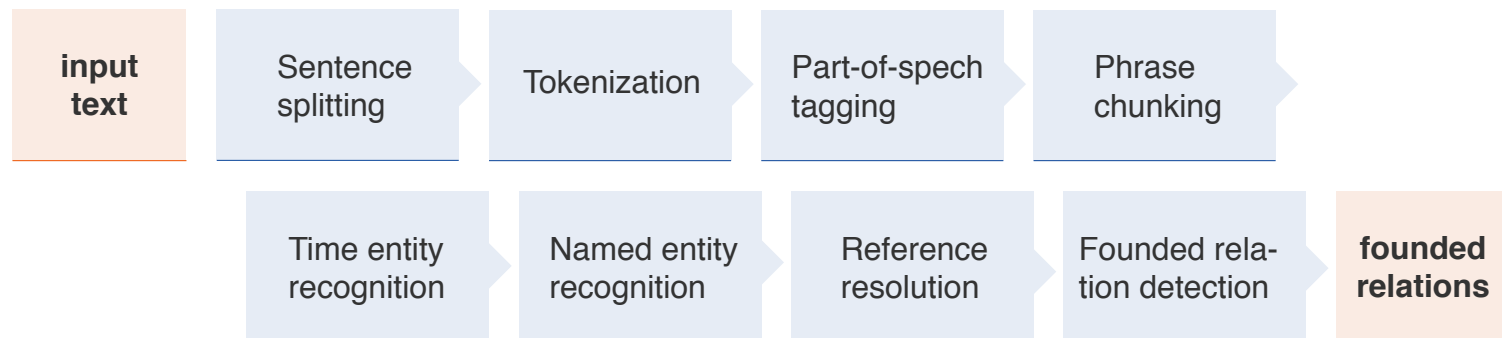 input
text
Sentence
splitting
Tokenization
Part-of-spech
tagging
Phrase
chunking
Time entity
recognition
Named entity
recognition
Reference
resolution
Founded rela-
tion detection
founded
relations